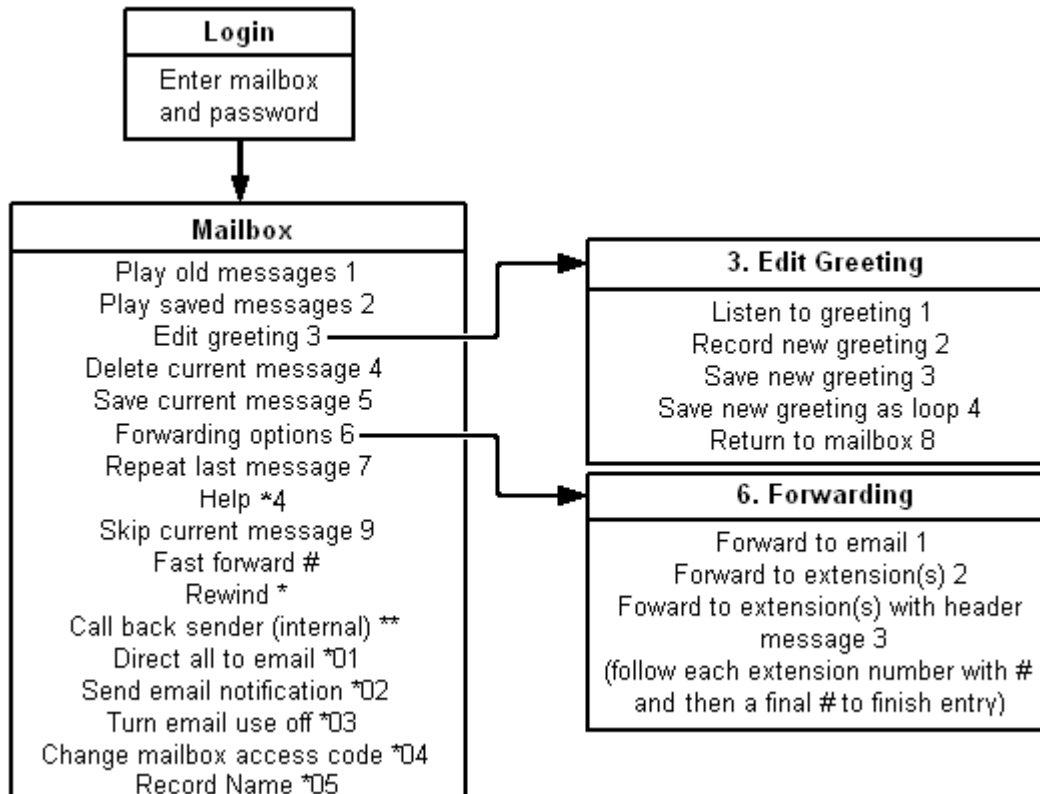 Login
Enter mailbox
and password
Mailbox
Play old messages 1
Play saved messages 2
Edit greeting 3
Delete current message 4
Save current message 5
Forwarding options 6
Repeat last message 7
Help *4
Skip current message 9
Fast forward #
Rewind *
Call back sender (internal) **
Direct all to email *01
Send email notification *02
Turn email use off *03
Change mailbox access code *04
Record Name *05
3. Edit Greeting
Listen to greeting 1
Record new greeting 2
Save new greeting 3
Save new greeting as loop 4
Return to mailbox 8
6. Forwarding
Forward to email 1
Forward to extension(s) 2
Foward to extension(s) with header
message 3
(follow each extension number with #
and then a final # to finish entry)